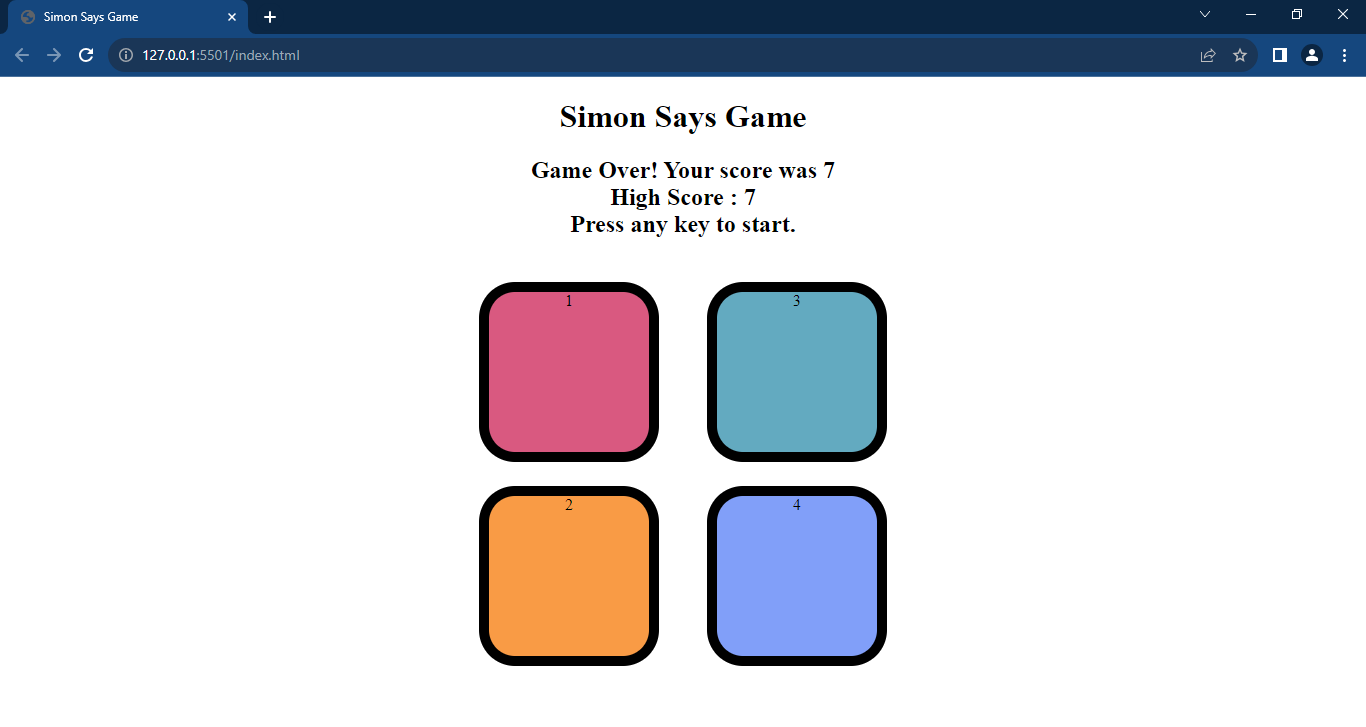 Simon Says Game
127.0.0.1:5501/index.html
Simon Says Game
Game Over! Your score was 7
High Score : 7
Press any key to start.
1
3
2
4